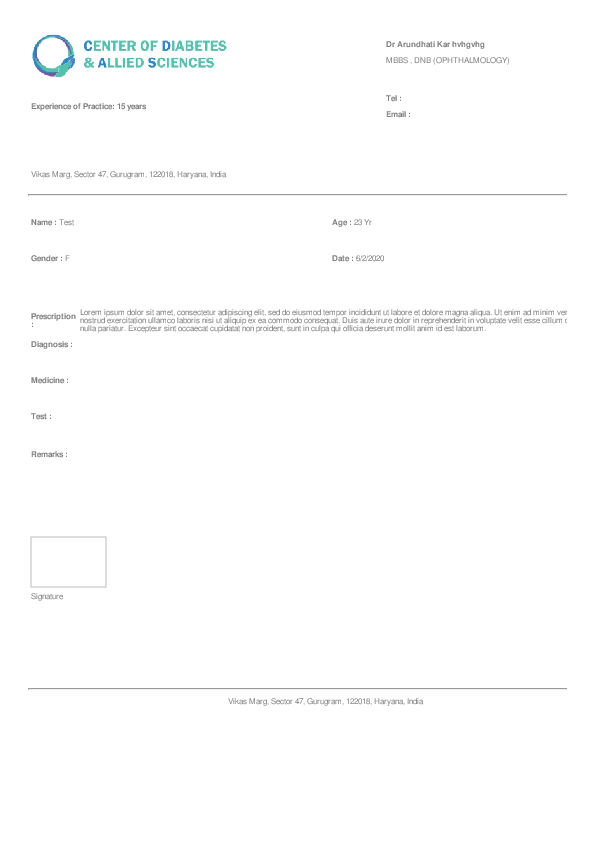 CENTER OF DIABETES
& ALLIED SCIENCES
Dr Arundhati Kar hvhgvhg
MBBS , DNB (OPHTHALMOLOGY)
Tel :
Experience of Practice: 15 years
Email :
Vikas Marg, Sector 47, Gurugram, 122018, Haryana, India
Name : Test
Age : 23 Yr
Gender : F
Date : 6/2/2020
Prescription :
Lorem ipsum dolor sit amet, consectetur adipiscing elit, sed do eiusmod tempor incididunt ut labore et dolore magna aliqua. Ut enim ad minim ver
nostrud exercitation ullamco laboris nisi ut aliquip ex ea commodo consequat. Duis aute irure dolor in reprehenderit in voluptate velit esse cillum c
nulla pariatur. Excepteur sint occaecat cupidatat non proident, sunt in culpa qui officia deserunt mollit anim id est laborum.
Diagnosis :
Medicine :
Test :
Remarks :
Signature
Vikas Marg, Sector 47, Gurugram, 122018, Haryana, India